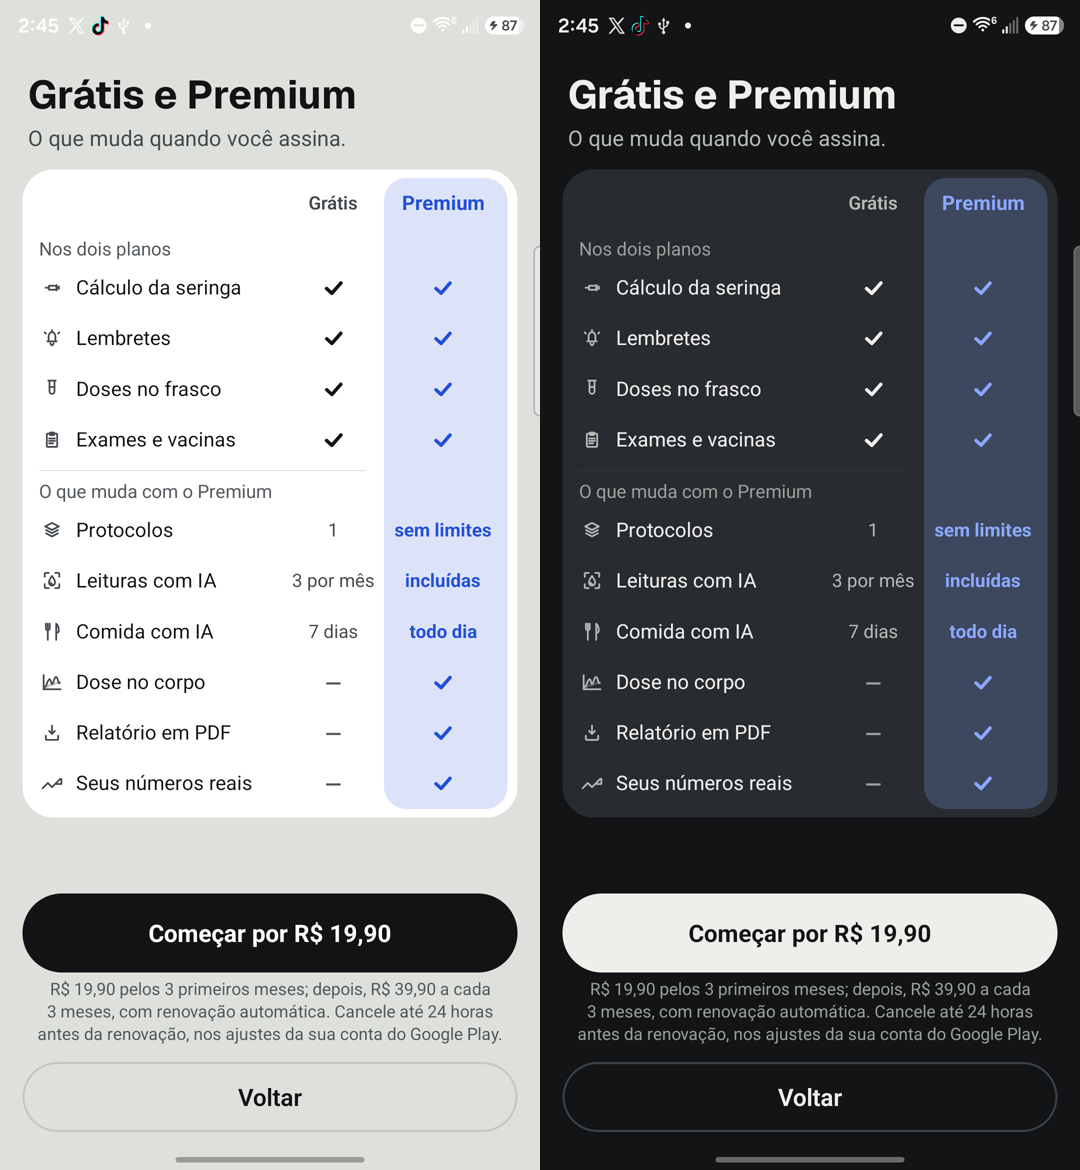 2:45
6
87
Grátis e Premium
O que muda quando você assina.
Grátis Premium
Nos dois planos
Cálculo da seringa
Lembretes
Doses no frasco
Exames e vacinas
O que muda com o Premium
Protocolos 1 sem limites
Leituras com IA 3 por mês incluídas
Comida com IA 7 dias todo dia
Dose no corpo —
Relatório em PDF —
Seus números reais —
Começar por R$ 19,90
R$ 19,90 pelos 3 primeiros meses; depois, R$ 39,90 a cada
3 meses, com renovação automática. Cancele até 24 horas
antes da renovação, nos ajustes da sua conta do Google Play.
Voltar
2:45
6
87
Grátis e Premium
O que muda quando você assina.
Grátis Premium
Nos dois planos
Cálculo da seringa
Lembretes
Doses no frasco
Exames e vacinas
O que muda com o Premium
Protocolos 1 sem limites
Leituras com IA 3 por mês incluídas
Comida com IA 7 dias todo dia
Dose no corpo —
Relatório em PDF —
Seus números reais —
Começar por R$ 19,90
R$ 19,90 pelos 3 primeiros meses; depois, R$ 39,90 a cada
3 meses, com renovação automática. Cancele até 24 horas
antes da renovação, nos ajustes da sua conta do Google Play.
Voltar